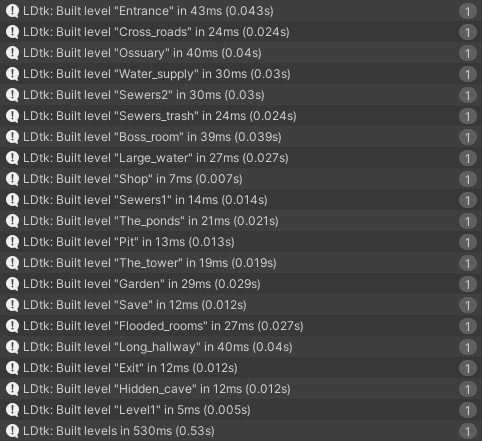 LDtk: Built level "Entrance" in 43ms (0.043s) 1
LDtk: Built level "Cross_roads" in 24ms (0.024s) 1
LDtk: Built level "Ossuary" in 40ms (0.04s) 1
LDtk: Built level "Water_supply" in 30ms (0.03s) 1
LDtk: Built level "Sewers2" in 30ms (0.03s) 1
LDtk: Built level "Sewers_trash" in 24ms (0.024s) 1
LDtk: Built level "Boss_room" in 39ms (0.039s) 1
LDtk: Built level "Large_water" in 27ms (0.027s) 1
LDtk: Built level "Shop" in 7ms (0.007s) 1
LDtk: Built level "Sewers1" in 14ms (0.014s) 1
LDtk: Built level "The_ponds" in 21ms (0.021s) 1
LDtk: Built level "Pit" in 13ms (0.013s) 1
LDtk: Built level "The_tower" in 19ms (0.019s) 1
LDtk: Built level "Garden" in 29ms (0.029s) 1
LDtk: Built level "Save" in 12ms (0.012s) 1
LDtk: Built level "Flooded_rooms" in 27ms (0.027s) 1
LDtk: Built level "Long_hallway" in 40ms (0.04s) 1
LDtk: Built level "Exit" in 12ms (0.012s) 1
LDtk: Built level "Hidden_cave" in 12ms (0.012s) 1
LDtk: Built level "Level1" in 5ms (0.005s) 1
LDtk: Built levels in 530ms (0.53s) 1